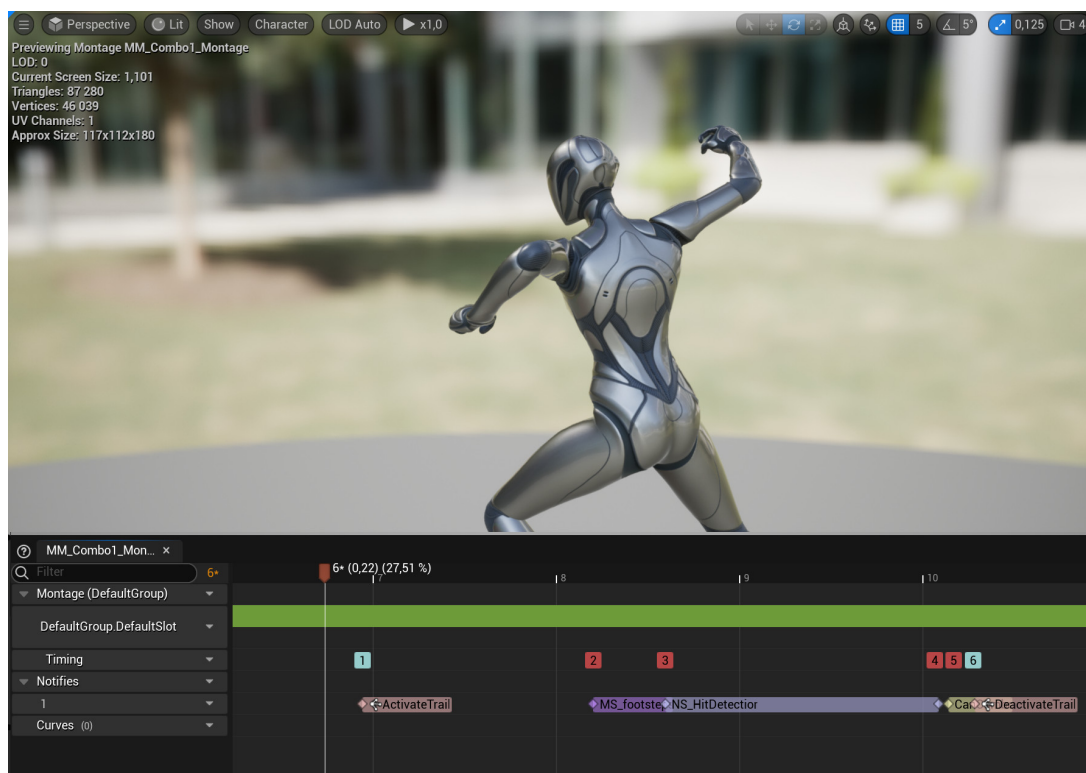 Perspective Lit Show Character LOD Auto x1,0 5 5° 0,125 4
Previewing Montage MM_Combo1_Montage
LOD: 0
Current Screen Size: 1,101
Triangles: 87 280
Vertices: 46 039
UV Channels: 1
Approx Size: 117x112x180
MM_Combo1_Mon... ×
Filter 6* 6* (0,22) (27,51 %) 7 8 9 10
Montage (DefaultGroup)
DefaultGroup.DefaultSlot
Timing 1 2 3 4 5 6
Notifies
1 ActivateTrail MS_footste NS_HitDetection Can DeactivateTrail
Curves (0)